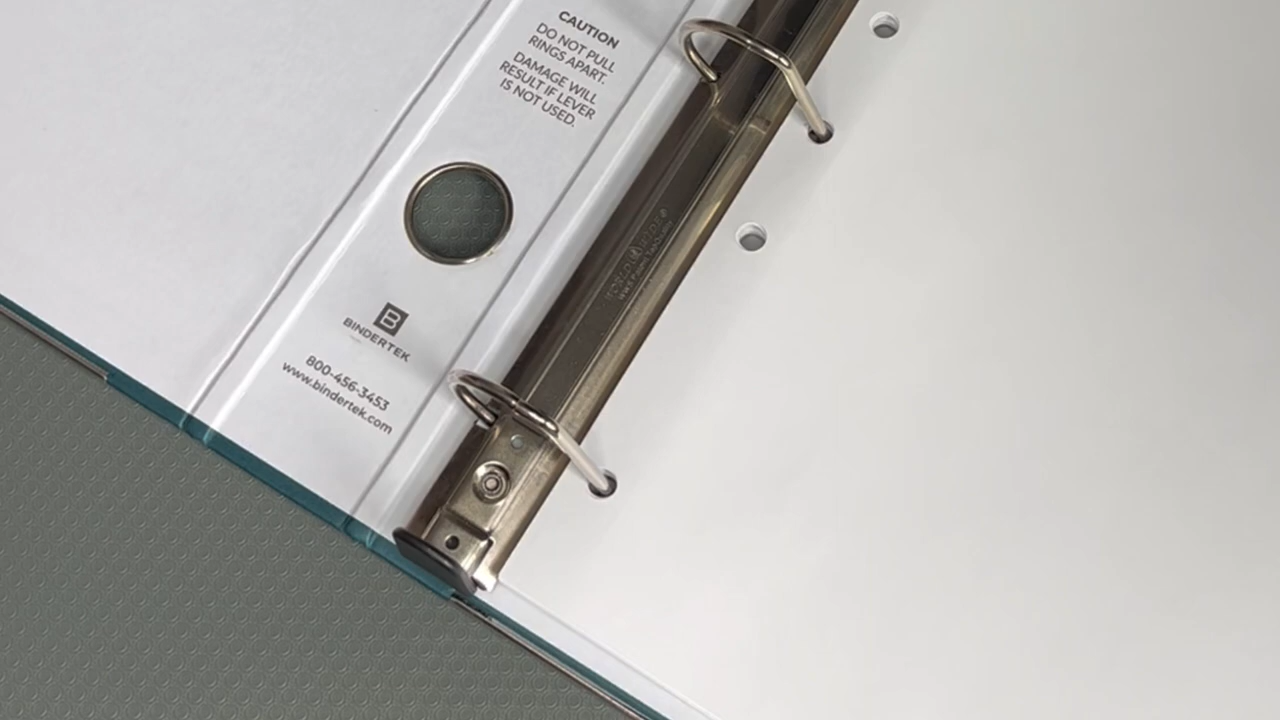 CAUTION
DO NOT PULL
RINGS APART.
DAMAGE WILL
RESULT IF LEVER
IS NOT USED.
B
BINDERTEK
800-456-3453
www.bindertek.com